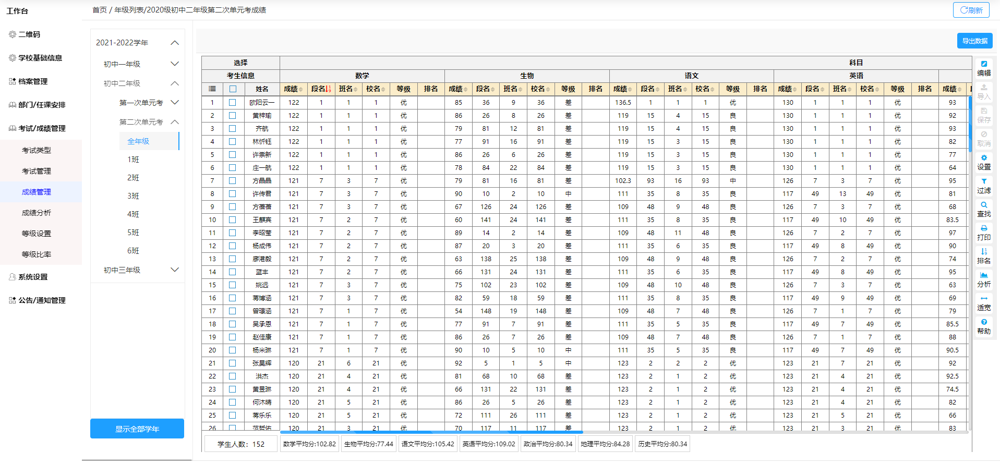 工作台
首页 / 年级列表/2020级初中二年级第二次单元考成绩
刷新
二维码
学校基础信息
档案管理
部门/任课安排
考试/成绩管理
考试类型
考试管理
成绩管理
成绩分析
等级设置
等级比率
系统设置
公告/通知管理
2021-2022学年
初中一年级
初中二年级
第一次单元考
第二次单元考
全年级
1班
2班
3班
4班
5班
6班
初中三年级
显示全部学年
导出数据
选择 科目
考生信息 数学 生物 语文 英语
姓名 成绩 段名 班名 校名 等级 排名 成绩 段名 班名 校名 等级 排名 成绩 段名 班名 校名 等级 排名 成绩 段名 班名 校名 等级 排名 成绩
1 欧阳云一 122 1 1 1 优 85 36 9 36 差 136.5 1 1 1 优 130 1 1 1 优 93
2 黄梓瑜 122 1 1 1 优 86 26 8 26 差 119 15 4 15 良 130 1 1 1 优 92
3 齐航 122 1 1 1 优 79 81 12 81 差 119 15 4 15 良 130 1 1 1 优 93
4 林忻钰 122 1 1 1 优 77 91 16 91 差 119 15 3 15 良 130 1 1 1 优 82
5 许崇新 122 1 1 1 优 86 26 6 26 差 119 15 3 15 良 130 1 1 1 优 77
6 庄一航 122 1 1 1 优 78 84 22 84 差 119 15 3 15 良 130 1 1 1 优 64
7 方晶晶 121 7 3 7 优 79 81 16 81 差 102.3 93 16 93 中 126 7 3 7 优 95
8 许传君 121 7 3 7 优 90 10 2 10 中 111 35 8 35 良 117 49 13 49 优 81
9 方蓓蓓 121 7 3 7 优 67 126 24 126 差 109 48 9 48 良 126 7 3 7 优 68
10 王麒宾 121 7 2 7 优 60 141 24 141 差 111 35 8 35 良 117 49 10 49 优 83.5
11 李昭莹 121 7 2 7 优 89 14 2 14 差 109 48 11 48 良 126 7 2 7 优 97
12 杨成伟 121 7 2 7 优 87 20 3 20 差 111 35 6 35 良 117 49 8 49 优 90
13 廖港毅 121 7 2 7 优 63 138 25 138 差 109 48 9 48 良 126 7 2 7 优 74
14 蓝丰 121 7 2 7 优 66 131 24 131 差 111 35 6 35 良 117 49 8 49 优 95
15 姚远 121 7 3 7 优 75 102 23 102 差 109 48 10 48 良 126 7 3 7 优 63
16 蒋博涵 121 7 3 7 优 82 59 18 59 差 111 35 8 35 良 117 49 9 49 优 69
17 曾璟涵 121 7 1 7 优 54 148 19 148 差 109 48 7 48 良 126 7 1 7 优 79
18 吴承恩 121 7 1 7 优 77 91 7 91 差 111 35 5 35 良 117 49 7 49 优 85.5
19 赵佳康 121 7 1 7 优 86 26 7 26 差 109 48 7 48 良 126 7 1 7 优 88
20 杨米琳 121 7 1 7 优 90 10 5 10 中 111 35 5 35 良 117 49 7 49 优 90.5
21 张昊辉 120 21 6 21 优 92 5 1 5 中 123 2 2 2 优 123 21 7 21 优 92
22 洪杰 120 21 4 21 优 81 68 10 68 差 123 2 1 2 优 123 21 4 21 优 92.5
23 黄昱琳 120 21 4 21 优 66 131 22 131 差 123 2 1 2 优 123 21 4 21 优 74.5
24 何沐晴 120 21 5 21 优 86 26 5 26 差 123 2 1 2 优 123 21 4 21 优 82
25 蒋乐乐 120 21 5 21 优 72 111 26 111 差 123 2 1 2 优 123 21 5 21 优 66
26 范哲佑 120 21 3 21 优 70 117 11 117 差 123 2 1 2 优 123 21 3 21 优 83
学生人数：152 数学平均分:102.82 生物平均分:77.44 语文平均分:105.42 英语平均分:109.02 政治平均分:80.34 地理平均分:84.28 历史平均分:80.34
编辑
导入
保存
取消
设置
过滤
查找
打印
排名
分析
适宽
帮助